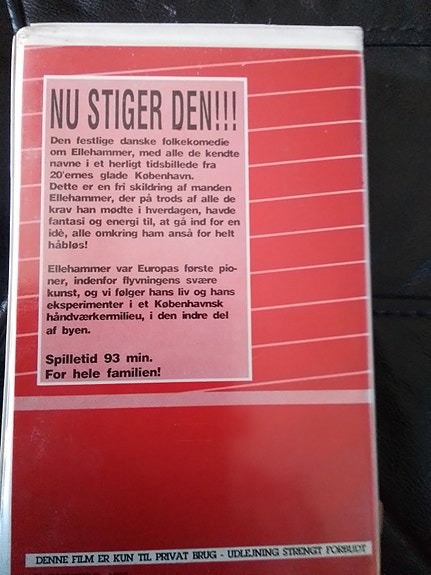 NU STIGER DEN!!!
Den festlige danske folkekomedie
om Ellehammer, med alle de kendte
navne i et herligt tidsbillede fra
20'ernes glade København.
Dette er en fri skildring af manden
Ellehammer, der på trods af alle de
krav han mødte i hverdagen, havde
fantasi og energi til, at gå ind for en
idè, alle omkring ham anså for helt
håbløs!
Ellehammer var Europas første pio-
ner, indenfor flyvningens svære
kunst, og vi følger hans liv og hans
eksperimenter i et Københavnsk
håndværkermilieu, i den indre del
af byen.
Spilletid 93 min.
For hele familien!
DENNE FILM ER KUN TIL PRIVAT BRUG - UDLEJNING STRENGT FORBUDT